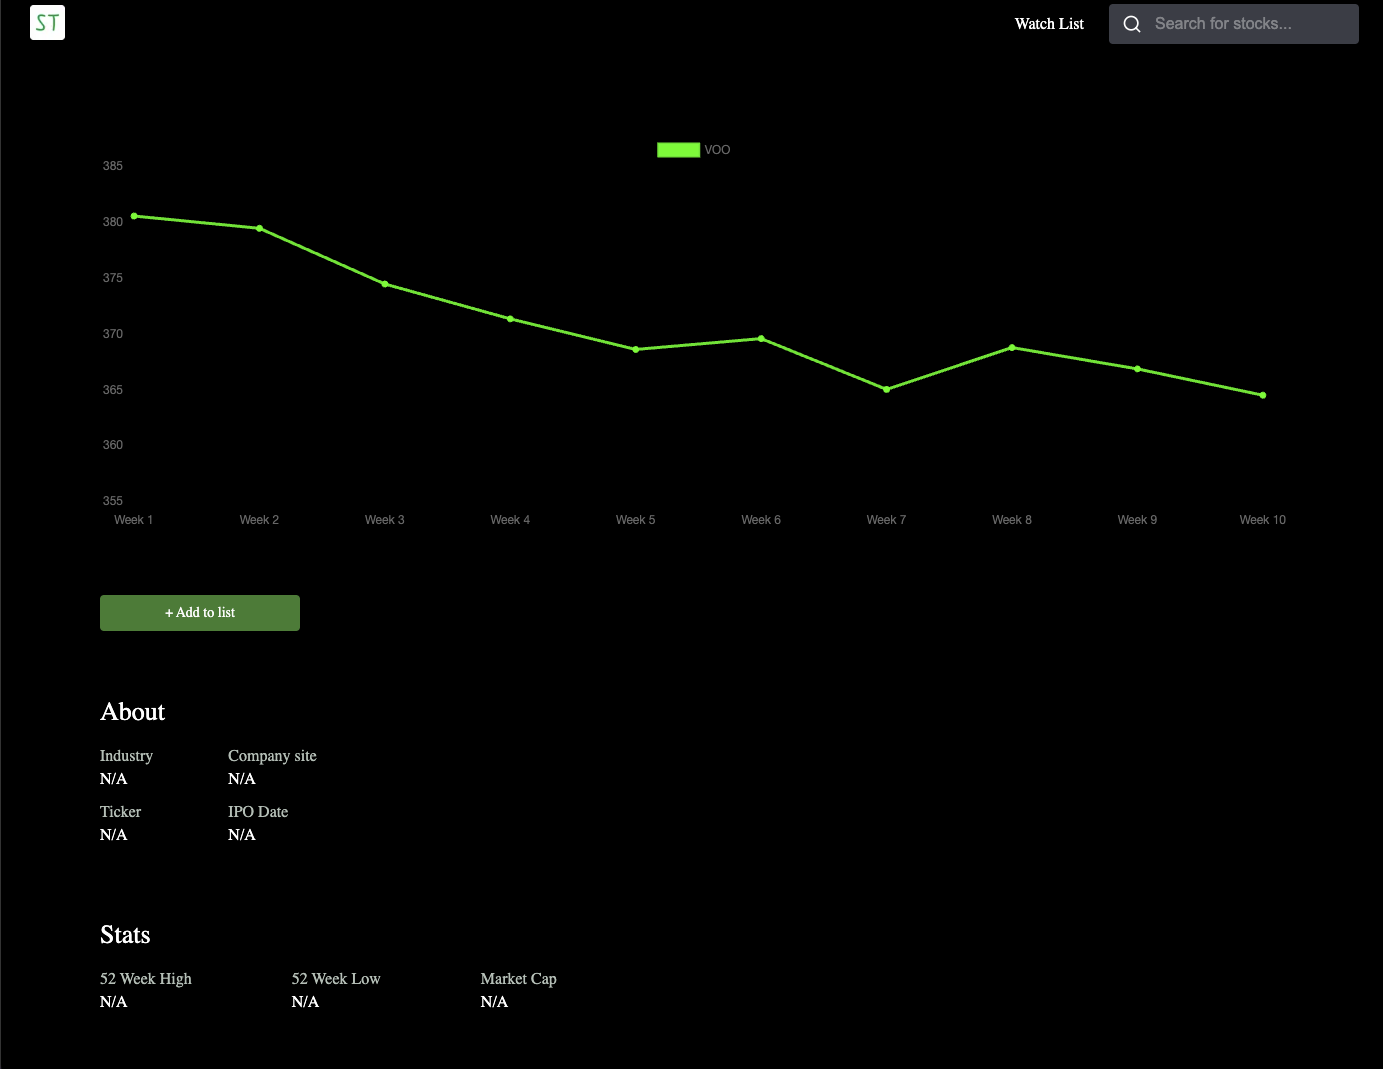 ST
Watch List
Search for stocks...
VOO
385
380
375
370
365
360
355
Week 1 Week 2 Week 3 Week 4 Week 5 Week 6 Week 7 Week 8 Week 9 Week 10
+ Add to list
About
Industry Company site
N/A N/A
Ticker IPO Date
N/A N/A
Stats
52 Week High 52 Week Low Market Cap
N/A N/A N/A